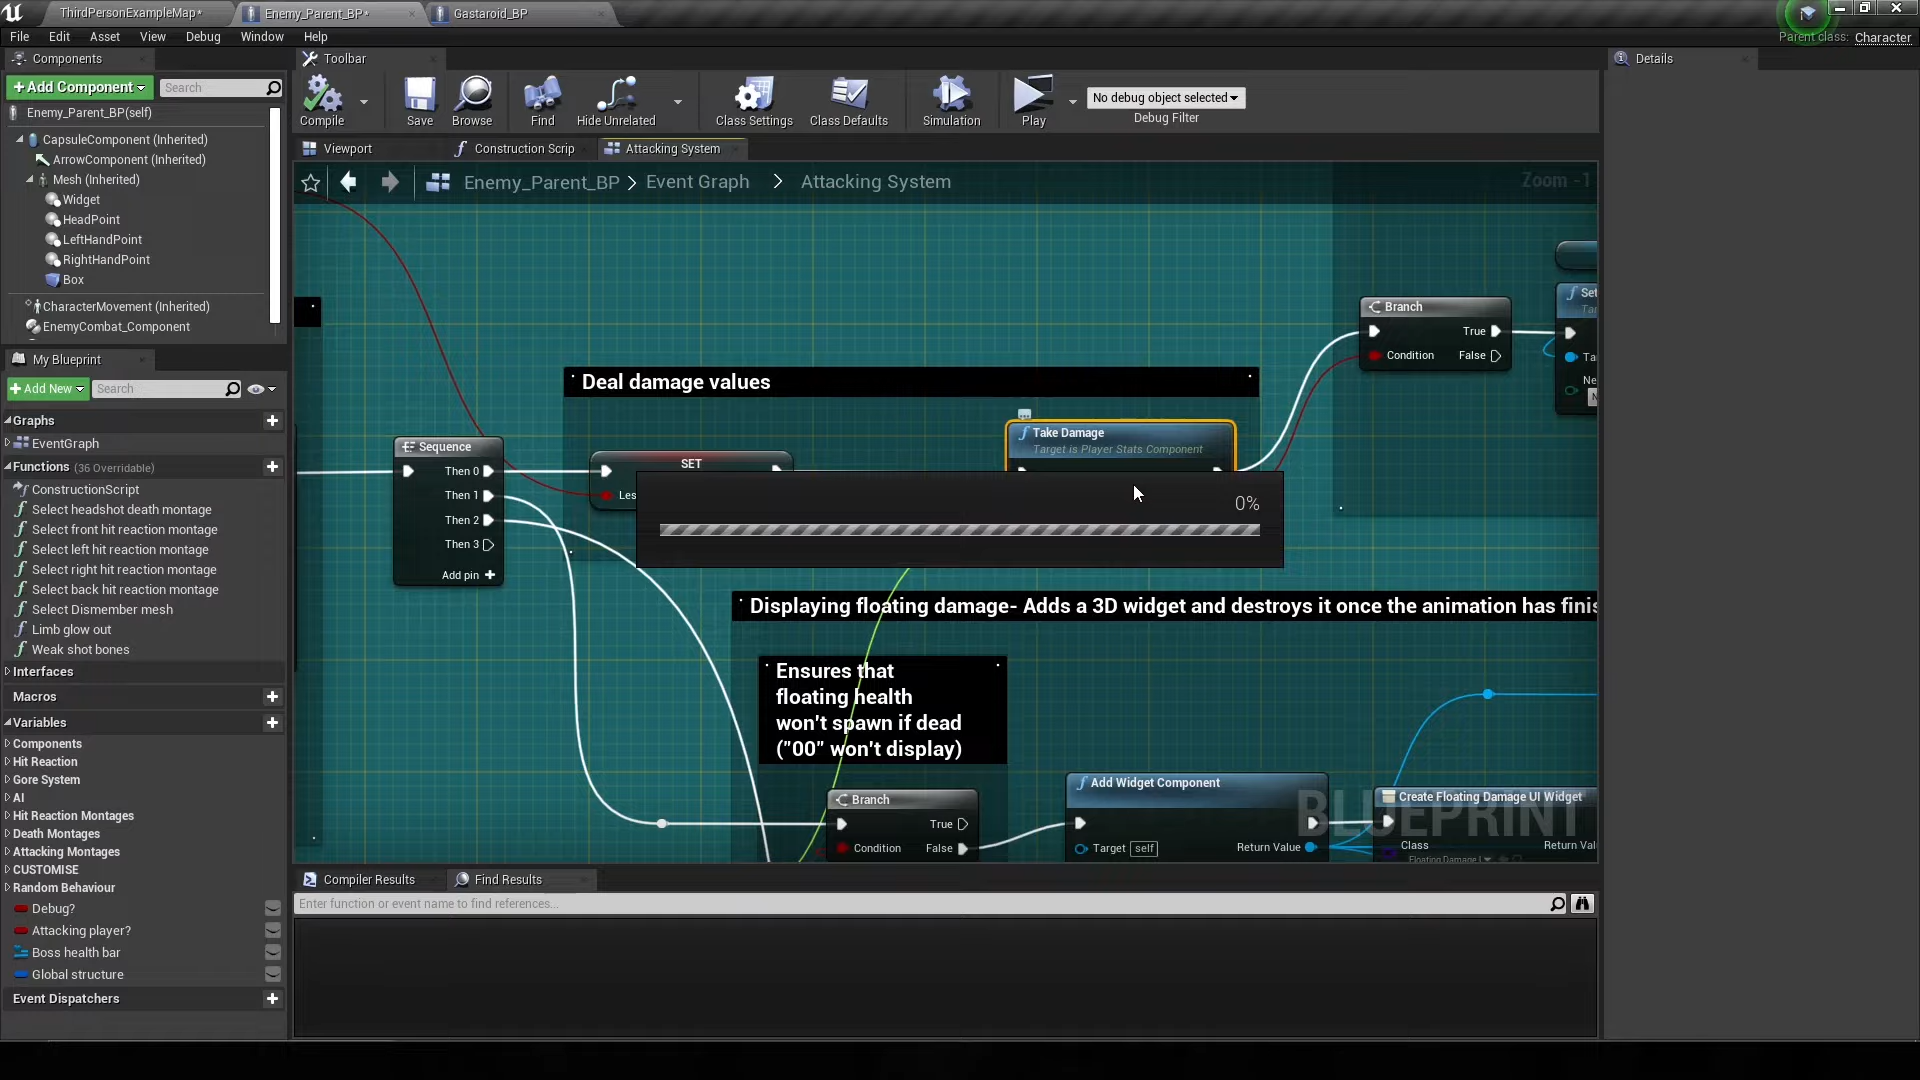 ThirdPersonExampleMap*
Enemy_Parent_BP*
Gastaroid_BP
File Edit Asset View Debug Window Help
Parent class: Character
Components
Toolbar
Details
+Add Component
Search
Compile
Save
Browse
Find
Hide Unrelated
Class Settings
Class Defaults
Simulation
Play
No debug object selected
Debug Filter
Enemy_Parent_BP(self)
CapsuleComponent (Inherited)
ArrowComponent (Inherited)
Mesh (Inherited)
Widget
HeadPoint
LeftHandPoint
RightHandPoint
Box
CharacterMovement (Inherited)
EnemyCombat_Component
Viewport
Construction Scrip
Attacking System
Enemy_Parent_BP > Event Graph > Attacking System
Zoom -1
My Blueprint
+Add New
Search
Graphs
EventGraph
Functions (36 Overridable)
ConstructionScript
Select headshot death montage
Select front hit reaction montage
Select left hit reaction montage
Select right hit reaction montage
Select back hit reaction montage
Select Dismember mesh
Limb glow out
Weak shot bones
Interfaces
Macros
Variables
Components
Hit Reaction
Gore System
AI
Hit Reaction Montages
Death Montages
Attacking Montages
CUSTOMISE
Random Behaviour
Debug?
Attacking player?
Boss health bar
Global structure
Event Dispatchers
Deal damage values
Sequence
Then 0
Then 1
Then 2
Then 3
Add pin +
SET
Les
Take Damage
Target is Player Stats Component
0%
Branch
True
Condition
False
Set
Ta
Ta
Ne
Displaying floating damage- Adds a 3D widget and destroys it once the animation has finis
Ensures that
floating health
won't spawn if dead
("00" won't display)
Branch
True
Condition
False
Add Widget Component
Target self
Return Value
Create Floating Damage UI Widget
Class
Return Val
Floating Damage
BLUEPRINT
Compiler Results
Find Results
Enter function or event name to find references...